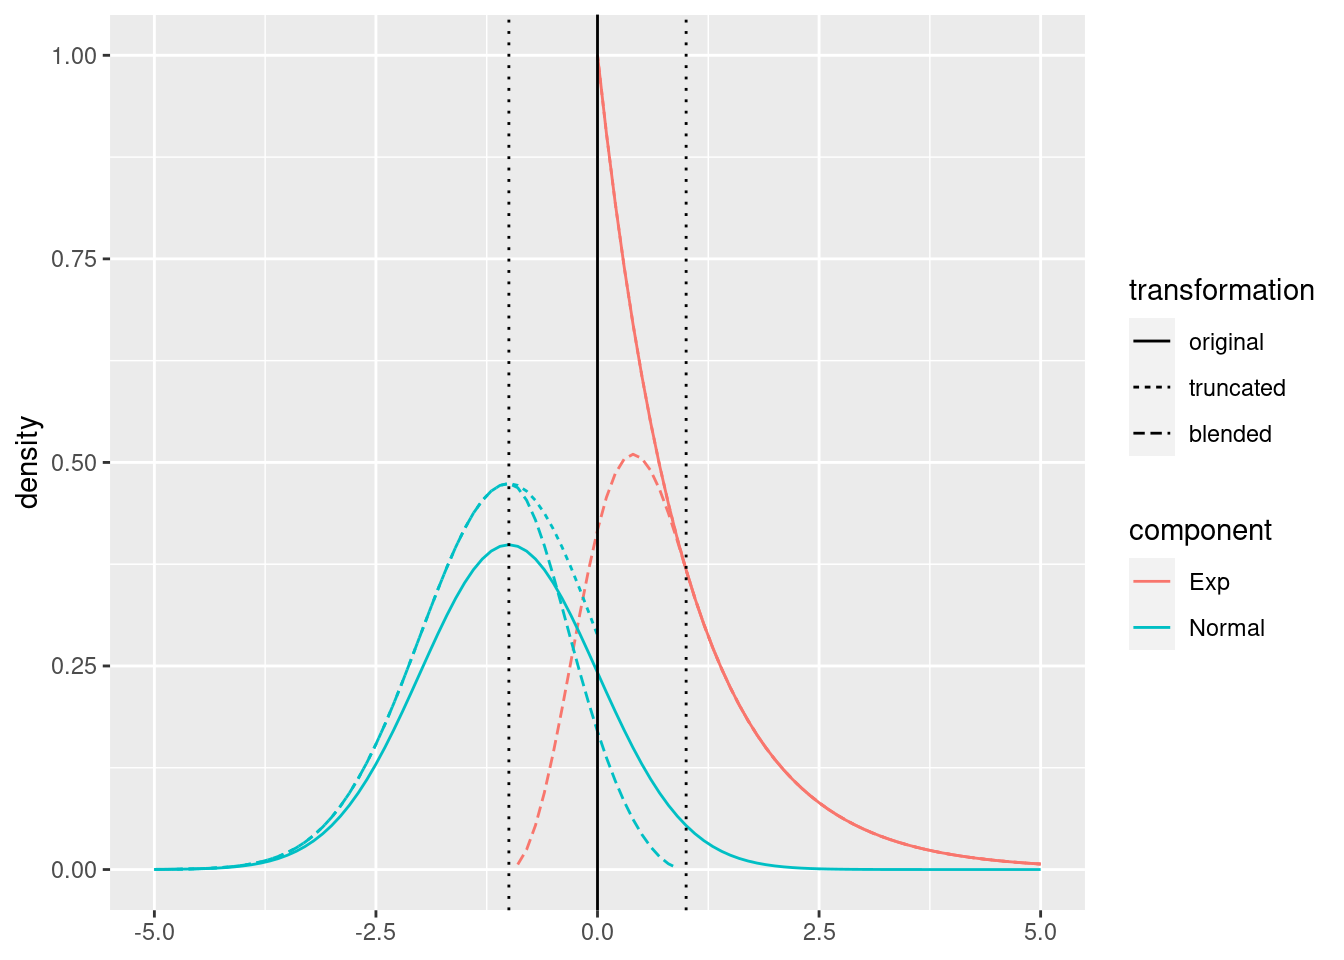 density
1.00
0.75
0.50
0.25
0.00
-5.0
-2.5
0.0
2.5
5.0
transformation
original
truncated
blended
component
Exp
Normal